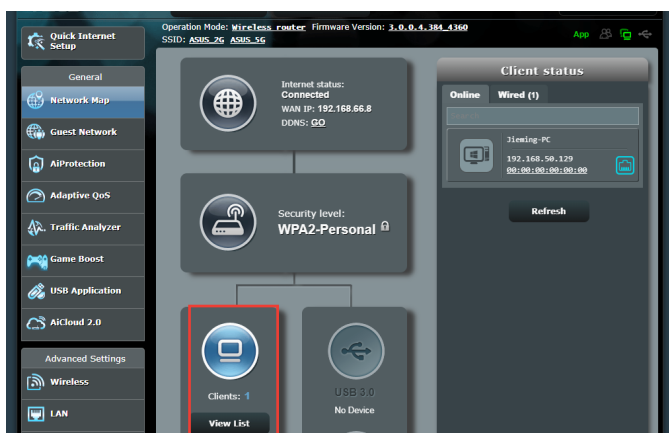 Quick Internet
Setup
Operation Mode: Wireless router Firmware Version: 3.0.0.4.384_4360
SSID: ASUS_2G ASUS_5G
App
General
Network Map
Guest Network
AiProtection
Adaptive QoS
Traffic Analyzer
Game Boost
USB Application
AiCloud 2.0
Advanced Settings
Wireless
LAN
Internet status:
Connected
WAN IP: 192.168.66.8
DDNS: GO
Security level:
WPA2-Personal
Clients: 1
View List
USB 3.0
No Device
Client status
Online Wired (1)
Jieming-PC
192.168.50.129
00:00:00:00:00:00
Refresh